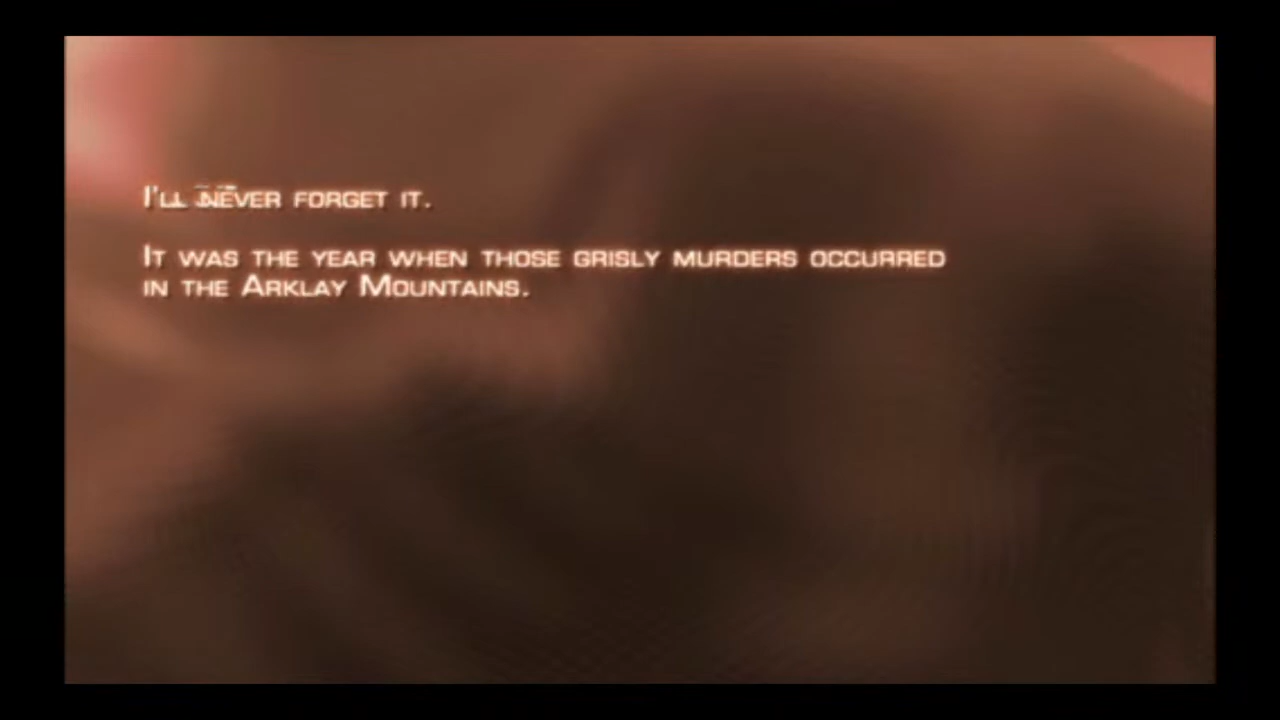 I'll never forget it.
It was the year when those grisly murders occurred
in the Arklay Mountains.